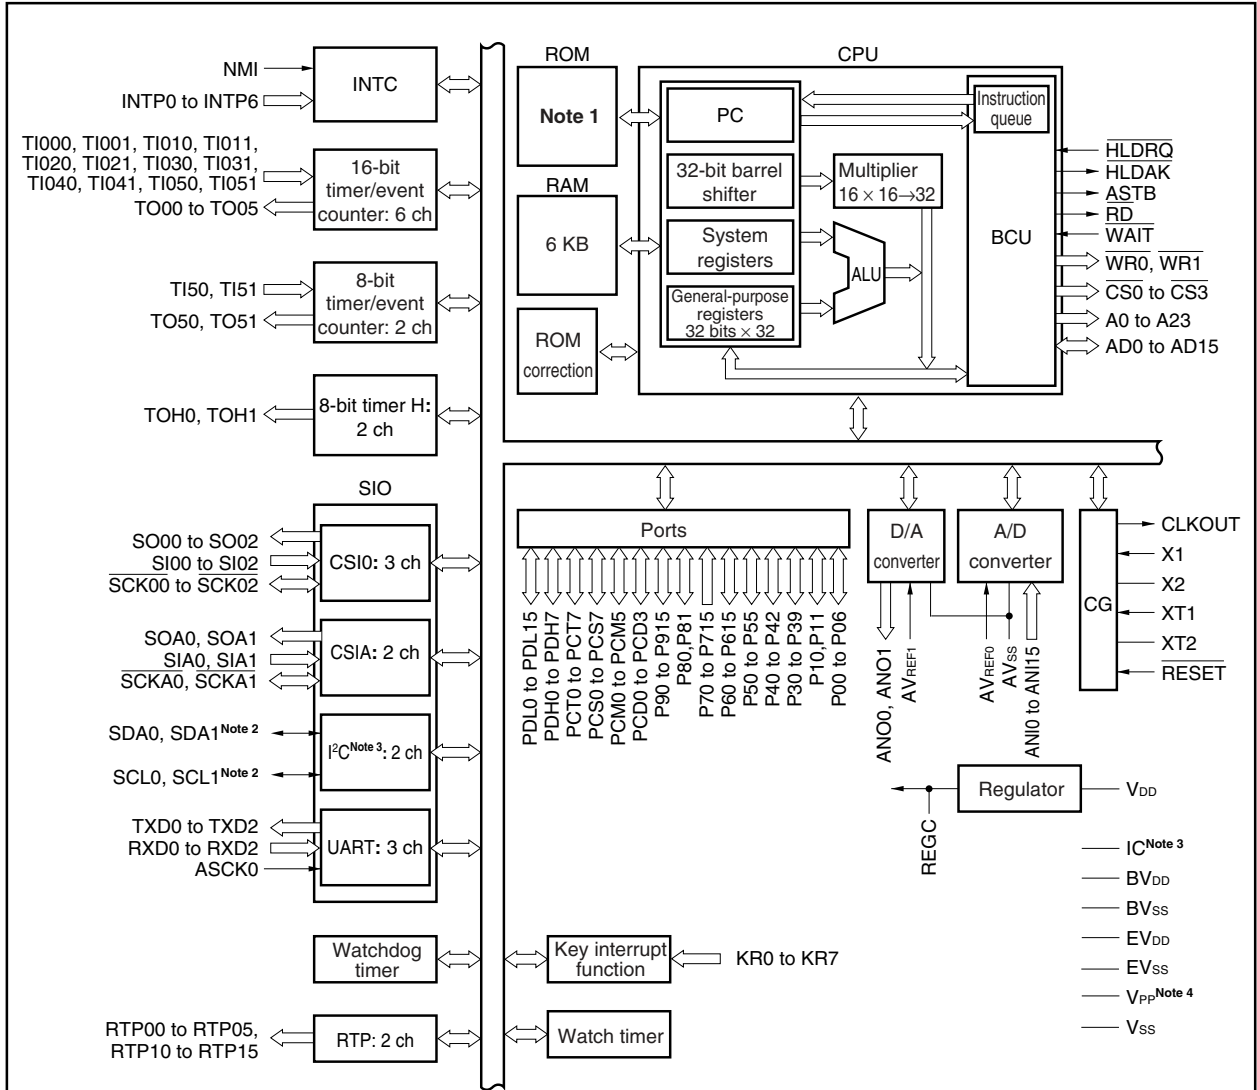 NMI
INTP0 to INTP6
INTC
TI000, TI001, TI010, TI011,
TI020, TI021, TI030, TI031,
TI040, TI041, TI050, TI051
TO00 to TO05
16-bit
timer/event
counter: 6 ch
TI50, TI51
TO50, TO51
8-bit
timer/event
counter: 2 ch
TOH0, TOH1
8-bit timer H:
2 ch
SIO
SO00 to SO02
SI00 to SI02
SCK00 to SCK02
CSI0: 3 ch
SOA0, SOA1
SIA0, SIA1
SCKA0, SCKA1
CSIA: 2 ch
SDA0, SDA1Note 2
SCL0, SCL1Note 2
I2CNote 3: 2 ch
TXD0 to TXD2
RXD0 to RXD2
ASCK0
UART: 3 ch
Watchdog
timer
RTP00 to RTP05,
RTP10 to RTP15
RTP: 2 ch
ROM
Note 1
RAM
6 KB
ROM
correction
CPU
PC
32-bit barrel
shifter
System
registers
General-purpose
registers
32 bits × 32
Multiplier
16 × 16→32
ALU
Instruction
queue
BCU
HLDRQ
HLDAK
ASTB
RD
WAIT
WR0, WR1
CS0 to CS3
A0 to A23
AD0 to AD15
Ports
PDL0 to PDL15
PDH0 to PDH7
PCT0 to PCT7
PCS0 to PCS7
PCM0 to PCM5
PCD0 to PCD3
P90 to P915
P80,P81
P70 to P715
P60 to P615
P50 to P55
P40 to P42
P30 to P39
P10,P11
P00 to P06
D/A
converter
ANO0, ANO1
AVREF1
A/D
converter
AVREF0
AVSS
ANI0 to ANI15
CG
CLKOUT
X1
X2
XT1
XT2
RESET
Regulator
VDD
REGC
ICNote 3
BVDD
BVSS
EVDD
EVSS
VPPNote 4
VSS
Key interrupt
function
KR0 to KR7
Watch timer